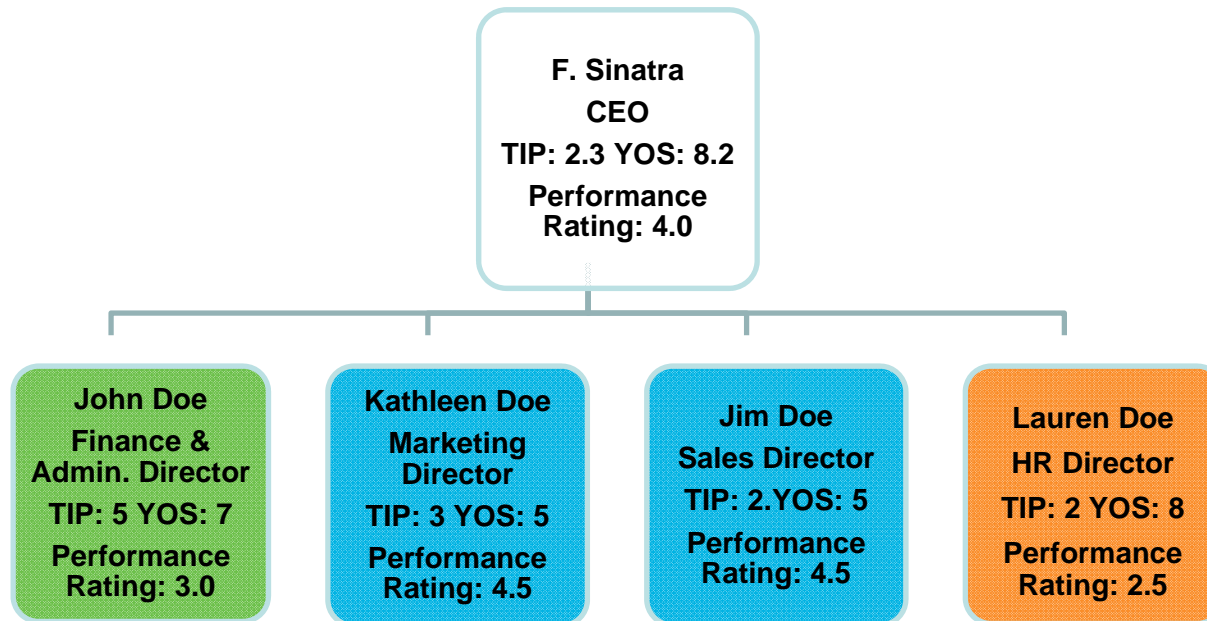 F. Sinatra
CEO
TIP: 2.3 YOS: 8.2
Performance
Rating: 4.0
John Doe
Finance &
Admin. Director
TIP: 5 YOS: 7
Performance
Rating: 3.0
Kathleen Doe
Marketing
Director
TIP: 3 YOS: 5
Performance
Rating: 4.5
Jim Doe
Sales Director
TIP: 2.YOS: 5
Performance
Rating: 4.5
Lauren Doe
HR Director
TIP: 2 YOS: 8
Performance
Rating: 2.5